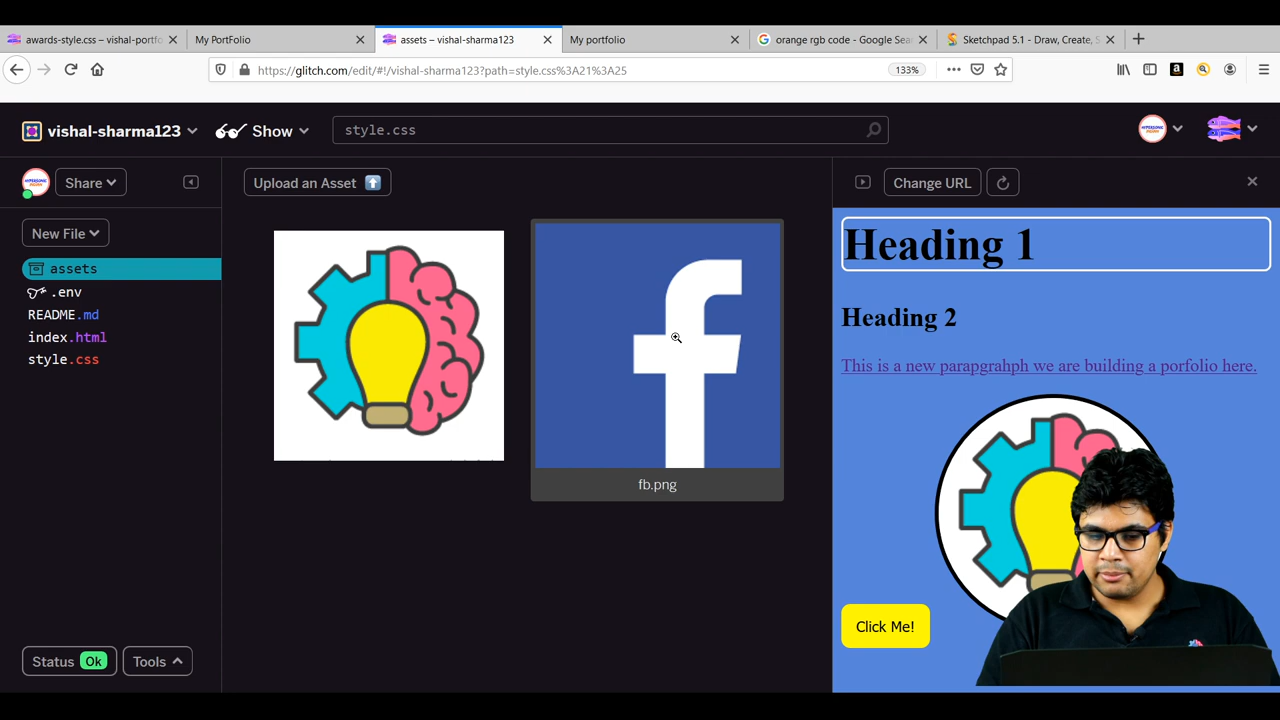 awards-style.css – vishal-portfo
My PortFolio
assets – vishal-sharma123
My portfolio
orange rgb code - Google Sea
Sketchpad 5.1 - Draw, Create, S
https://glitch.com/edit/#!/vishal-sharma123?path=style.css%3A21%3A25
133%
vishal-sharma123
Show
style.css
Share
Upload an Asset
Change URL
New File
assets
.env
README.md
index.html
style.css
fb.png
Heading 1
Heading 2
This is a new parapgrahph we are building a porfolio here.
Click Me!
Status Ok
Tools